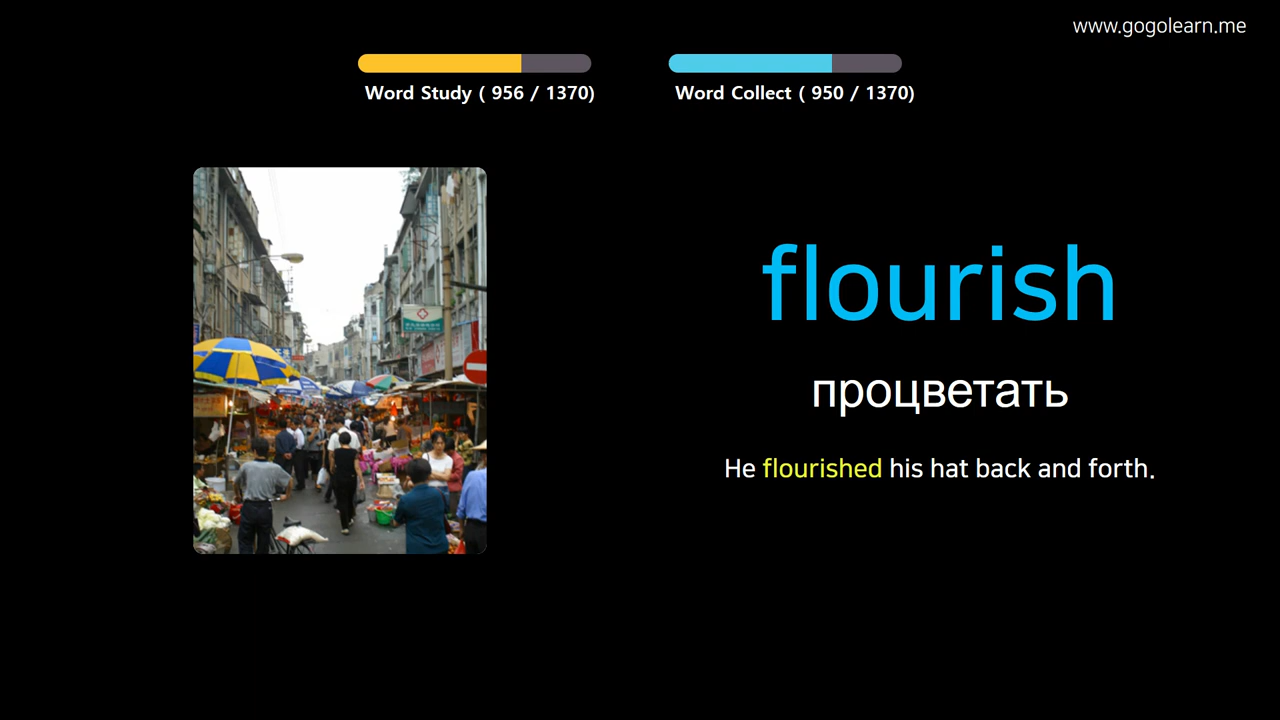 www.gogolearn.me
Word Study ( 956 / 1370)
Word Collect ( 950 / 1370)
flourish
процветать
He flourished his hat back and forth.